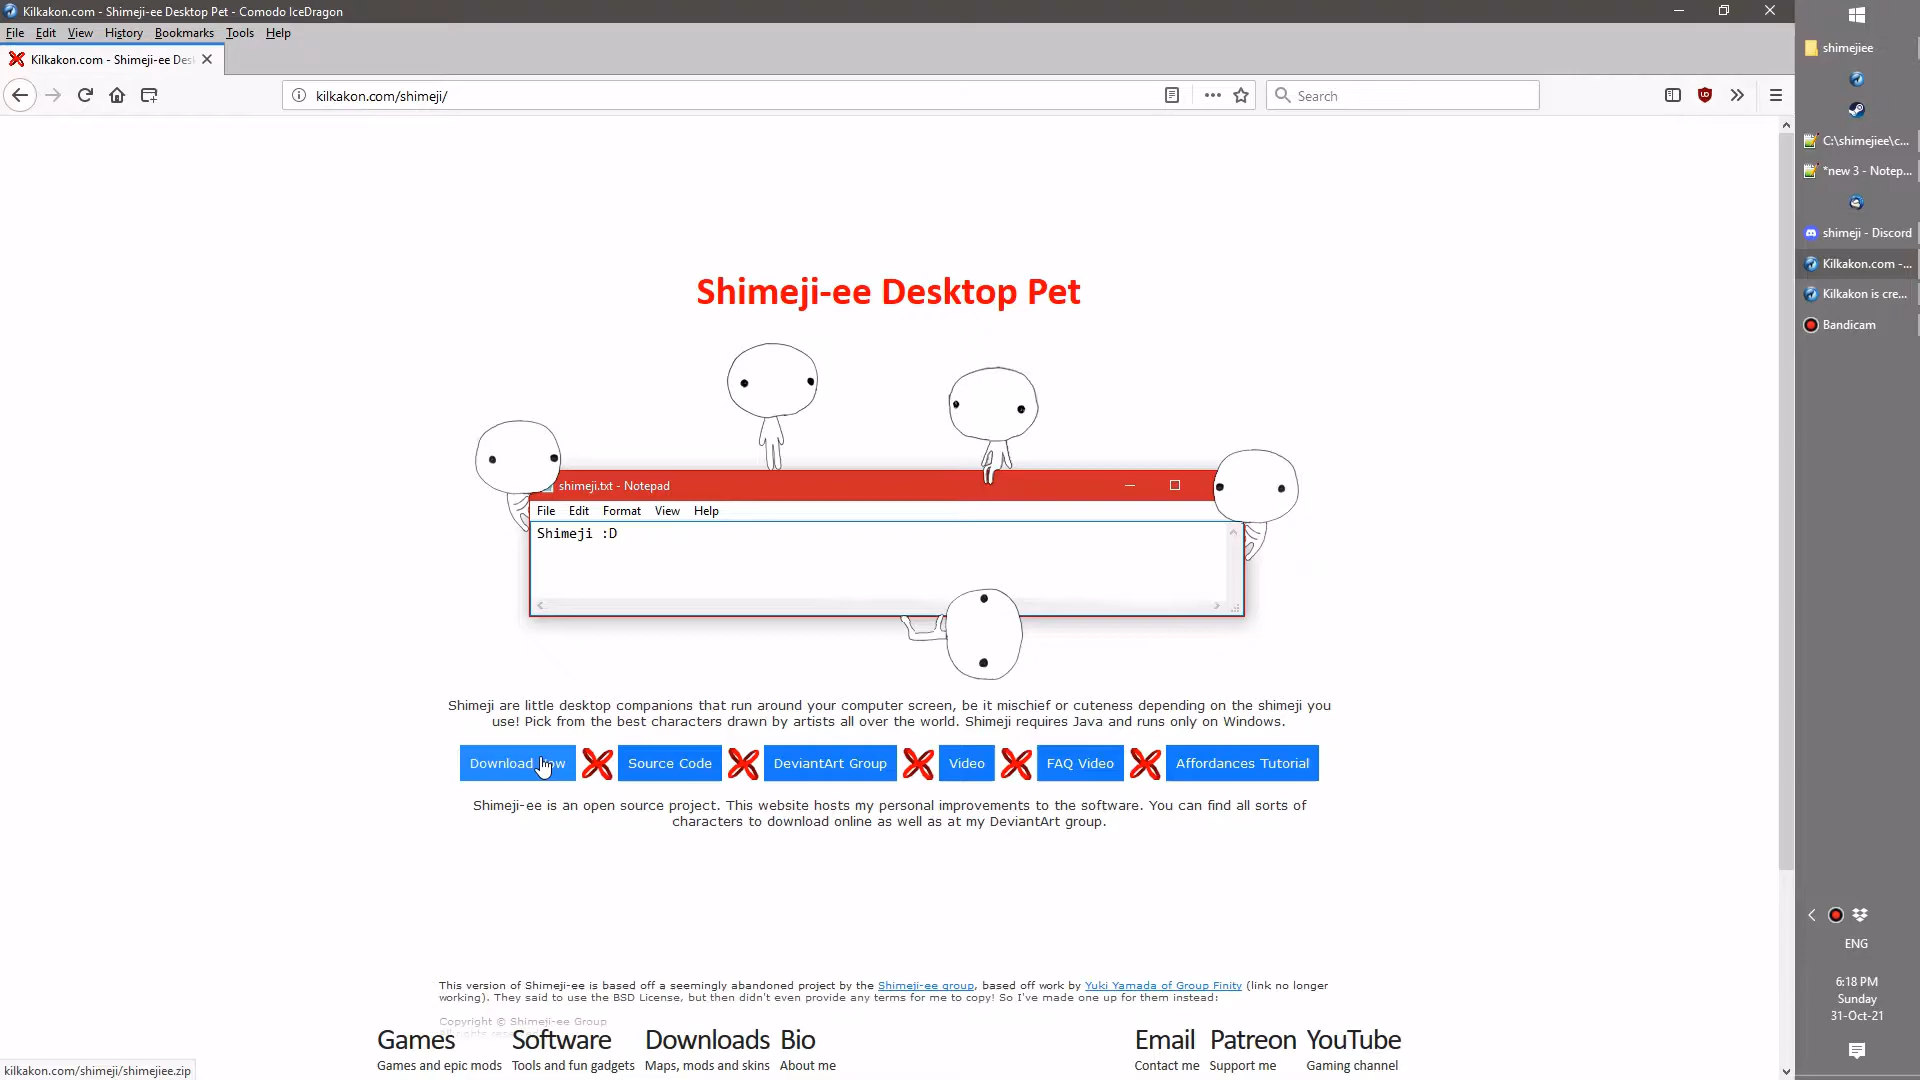 Kilkakon.com - Shimeji-ee Desktop Pet - Comodo IceDragon
File Edit View History Bookmarks Tools Help
Kilkakon.com - Shimeji-ee Des
kilkakon.com/shimeji/
Search
shimejiee
C:\shimejiee\c...
*new 3 - Notep...
shimeji - Discord
Kilkakon.com -...
Kilkakon is cre...
Bandicam
Shimeji-ee Desktop Pet
shimeji.txt - Notepad
File Edit Format View Help
Shimeji :D
Shimeji are little desktop companions that run around your computer screen, be it mischief or cuteness depending on the shimeji you
use! Pick from the best characters drawn by artists all over the world. Shimeji requires Java and runs only on Windows.
Download Now Source Code DeviantArt Group Video FAQ Video Affordances Tutorial
Shimeji-ee is an open source project. This website hosts my personal improvements to the software. You can find all sorts of
characters to download online as well as at my DeviantArt group.
This version of Shimeji-ee is based off a seemingly abandoned project by the Shimeji-ee group, based off work by Yuki Yamada of Group Finity (link no longer
working). They said to use the BSD License, but then didn't even provide any terms for me to copy! So I've made one up for them instead:
Copyright © Shimeji-ee Group
Games Software Downloads Bio Email Patreon YouTube
Games and epic mods Tools and fun gadgets Maps, mods and skins About me Contact me Support me Gaming channel
kilkakon.com/shimeji/shimejiee.zip
ENG
6:18 PM
Sunday
31-Oct-21